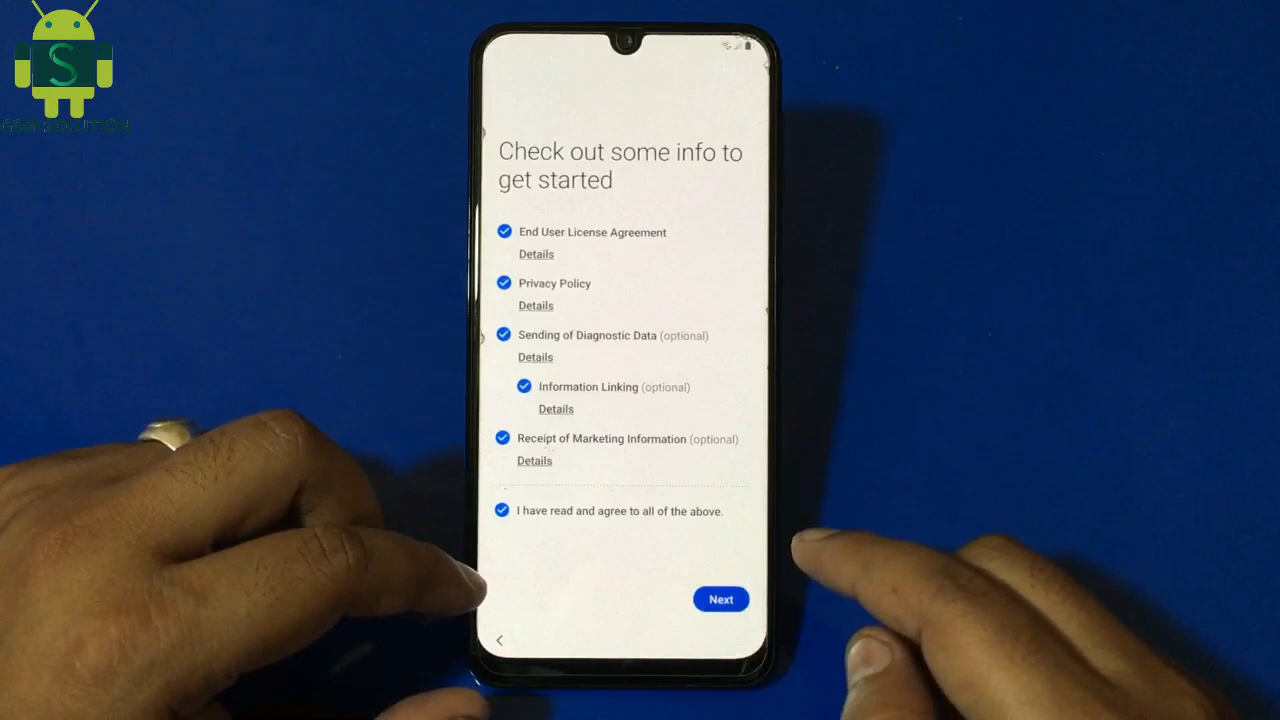 S
GSM SOLUTION
Check out some info to
get started
End User License Agreement
Details
Privacy Policy
Details
Sending of Diagnostic Data (optional)
Details
Information Linking (optional)
Details
Receipt of Marketing Information (optional)
Details
I have read and agree to all of the above.
Next